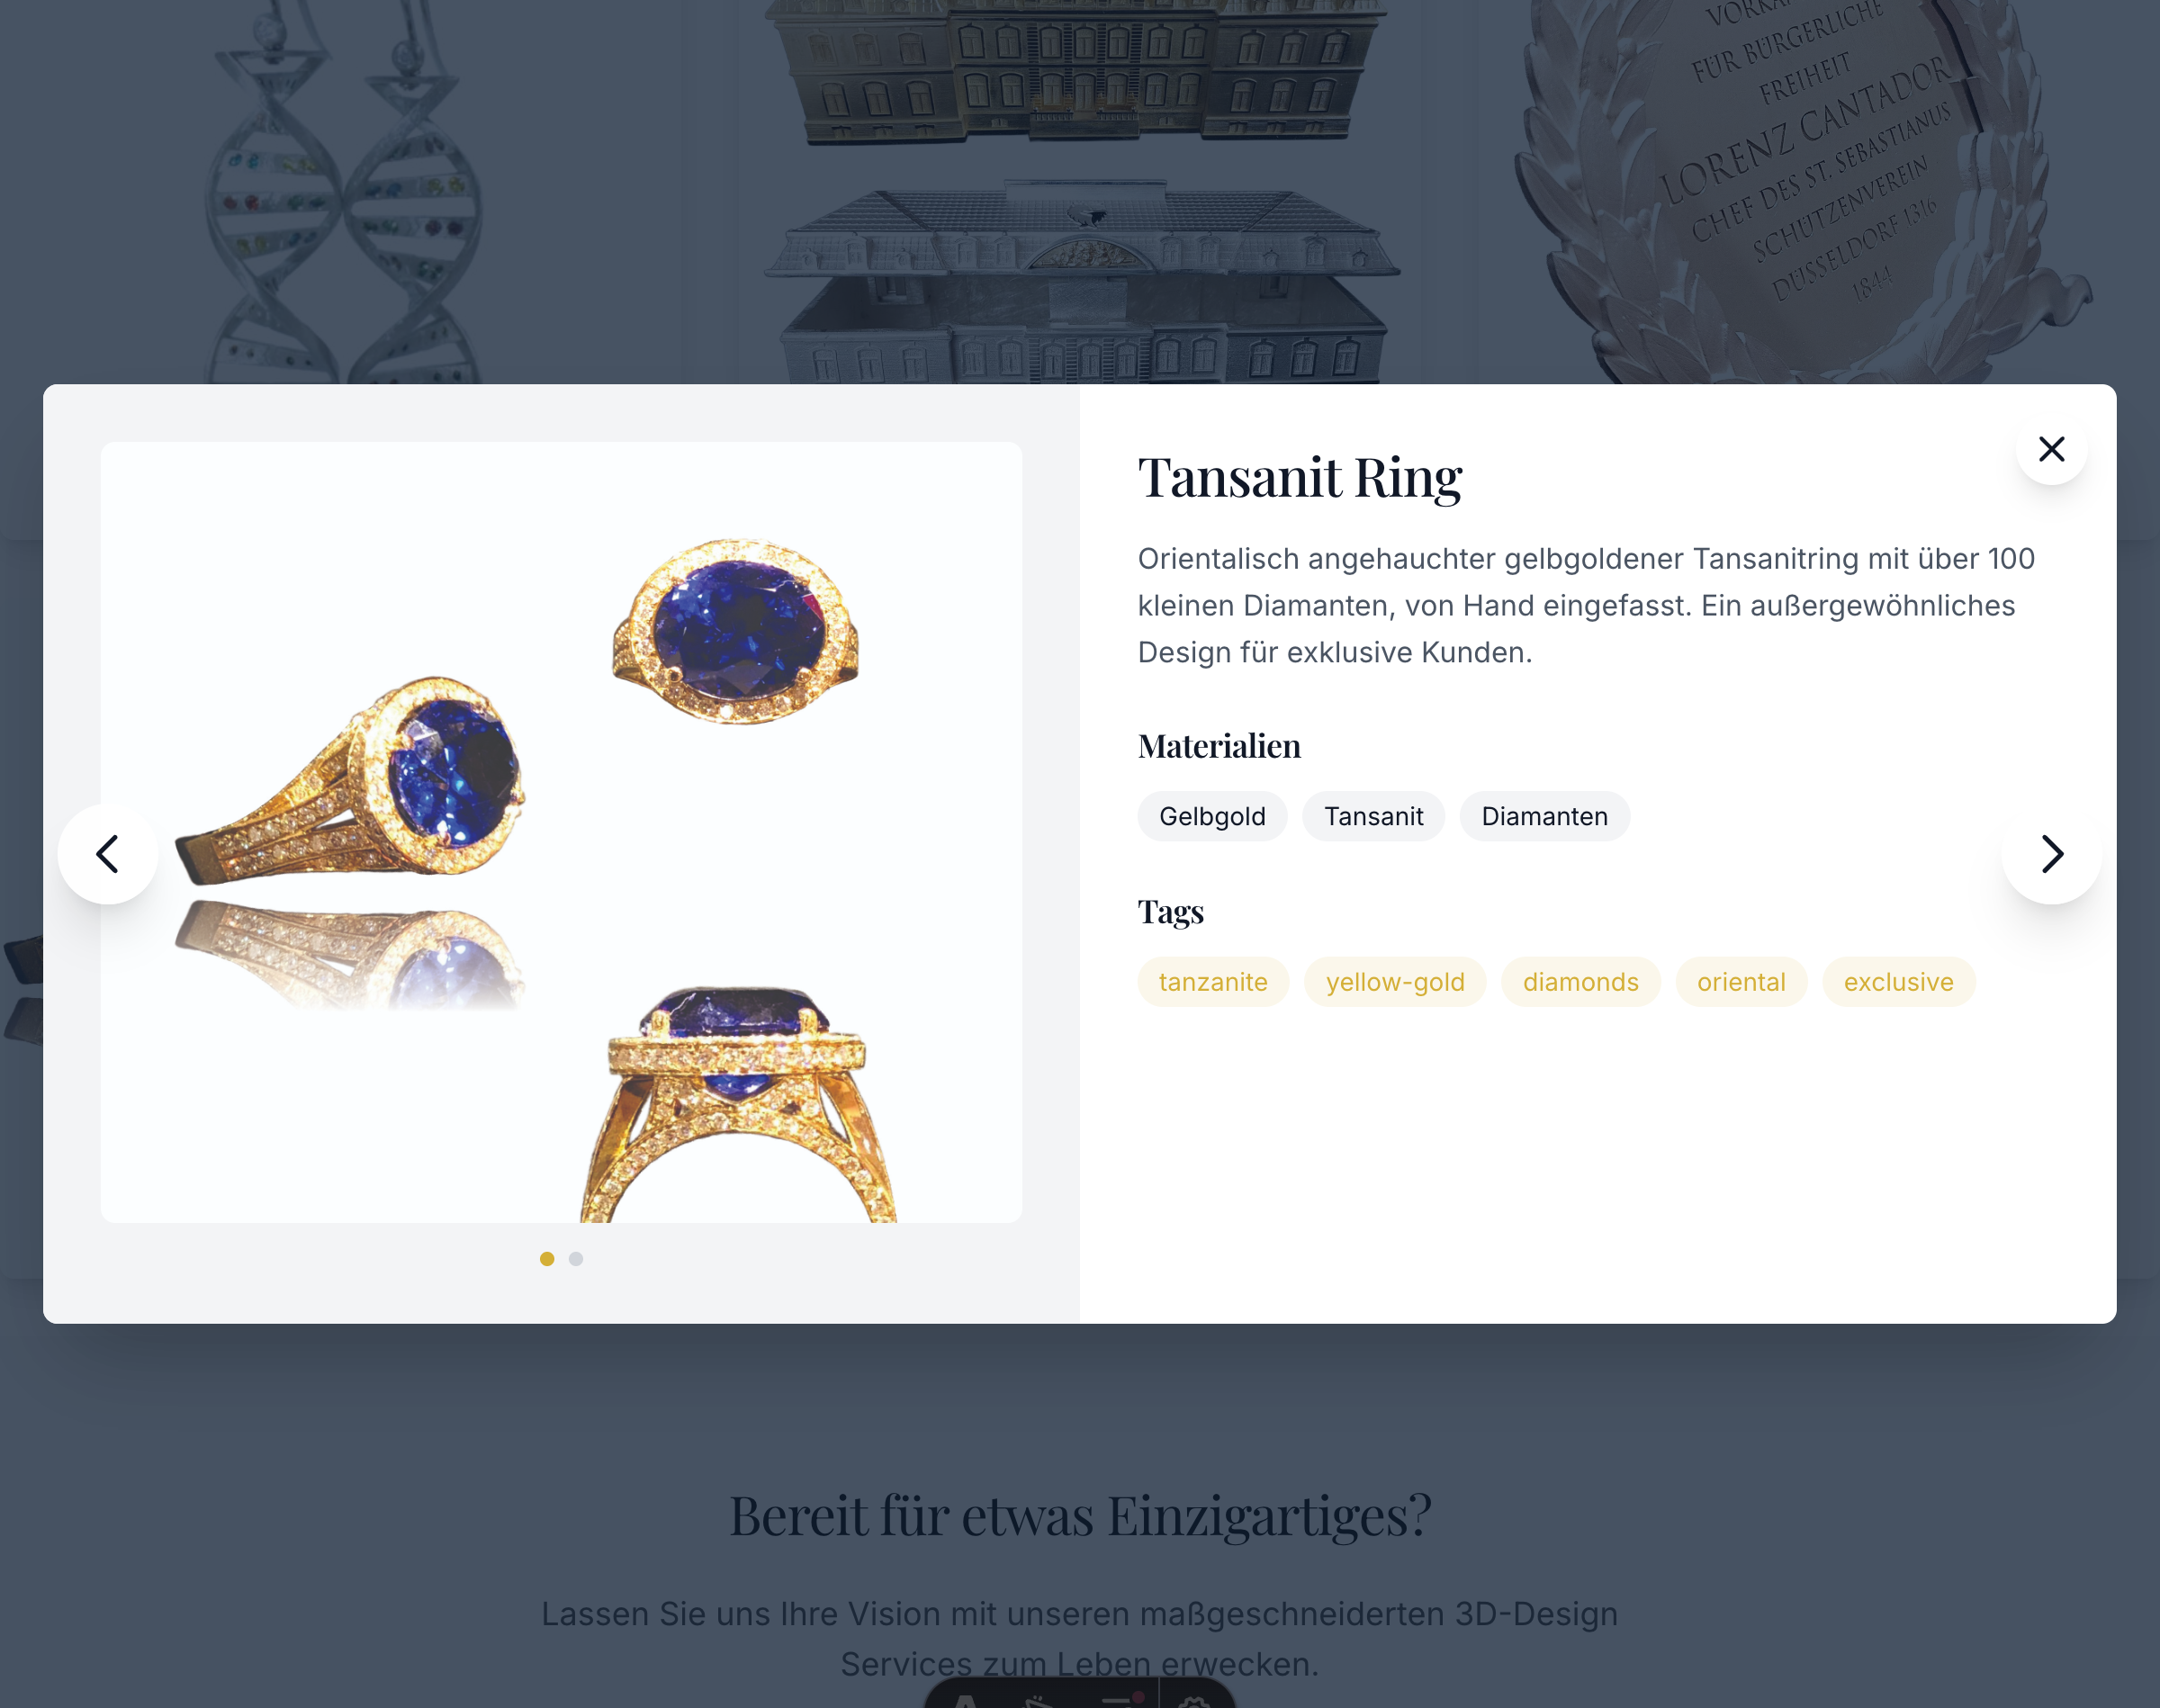 VORKÄ
FÜR BÜRGERLICHE
FREIHEIT
LORENZ CANTADOR
CHEF DES ST. SEBASTIANUS
SCHÜTZENVEREIN
DÜSSELDORF 1316
1844
Tansanit Ring
Orientalisch angehauchter gelbgoldener Tansanitring mit über 100
kleinen Diamanten, von Hand eingefasst. Ein außergewöhnliches
Design für exklusive Kunden.
Materialien
Gelbgold Tansanit Diamanten
Tags
tanzanite yellow-gold diamonds oriental exclusive
Bereit für etwas Einzigartiges?
Lassen Sie uns Ihre Vision mit unseren maßgeschneiderten 3D-Design
Services zum Leben erwecken.